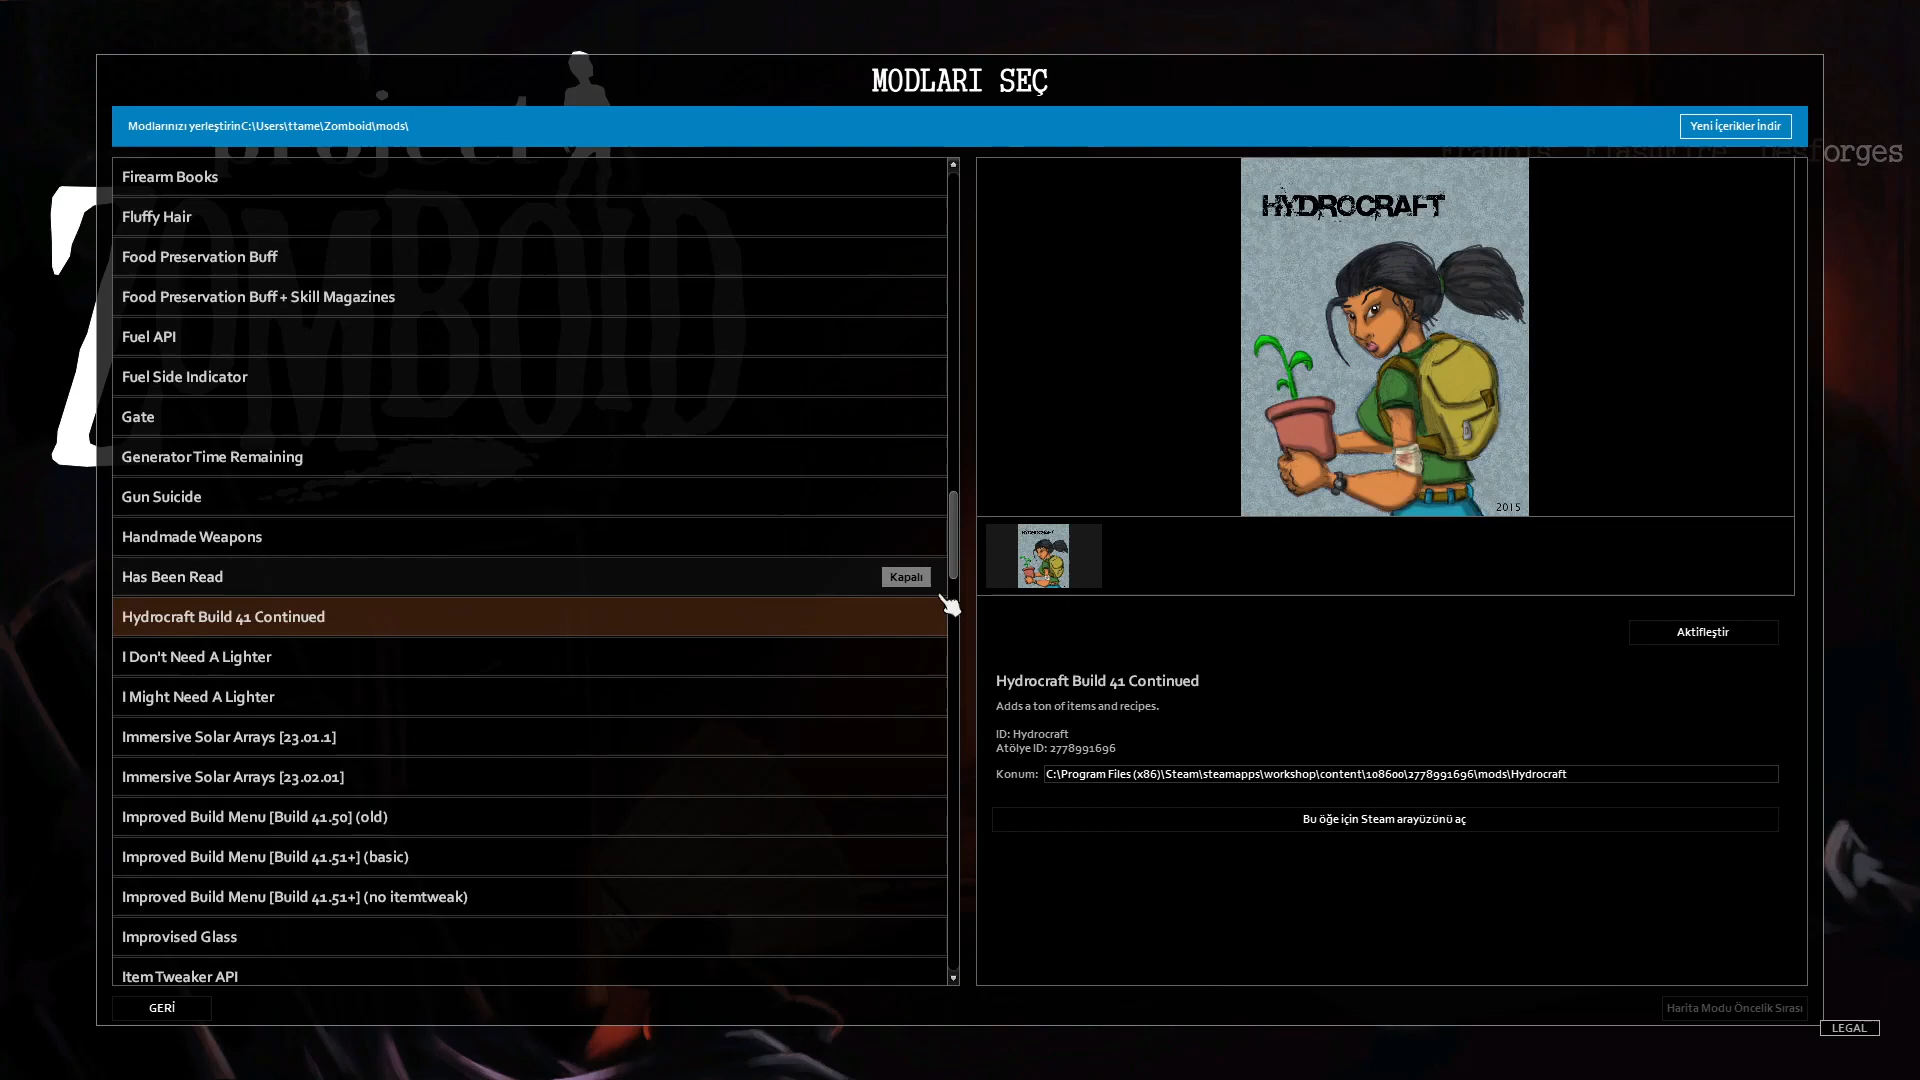 MODLARI SEÇ
Modlarınızı yerleştirinC:\Users\ttame\Zomboid\mods\
Yeni İçerikler İndir
project
ZOMBOID
orges
Firearm Books
Fluffy Hair
Food Preservation Buff
Food Preservation Buff + Skill Magazines
Fuel API
Fuel Side Indicator
Gate
Generator Time Remaining
Gun Suicide
Handmade Weapons
Has Been Read
Kapalı
Hydrocraft Build 41 Continued
I Don't Need A Lighter
I Might Need A Lighter
Immersive Solar Arrays [23.01.1]
Immersive Solar Arrays [23.02.01]
Improved Build Menu [Build 41.50] (old)
Improved Build Menu [Build 41.51+] (basic)
Improved Build Menu [Build 41.51+] (no itemtweak)
Improvised Glass
Item Tweaker API
GERİ
HYDROCRAFT
2015
HYDROCRAFT
Aktifleştir
Hydrocraft Build 41 Continued
Adds a ton of items and recipes.
ID: Hydrocraft
Atölye ID: 2778991696
Konum: C:\Program Files (x86)\Steam\steamapps\workshop\content\108600\2778991696\mods\Hydrocraft
Bu öğe için Steam arayüzünü aç
Harita Modu Öncelik Sırası
LEGAL